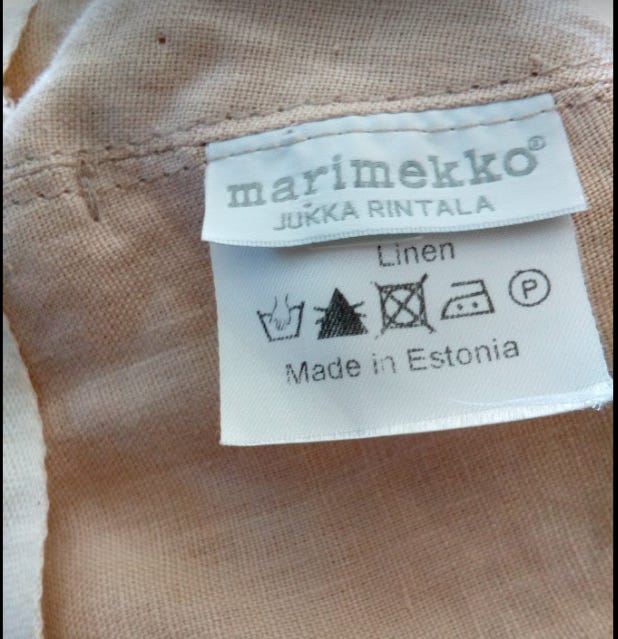 marimekko®
JUKKA RINTALA
Linen
P
Made in Estonia